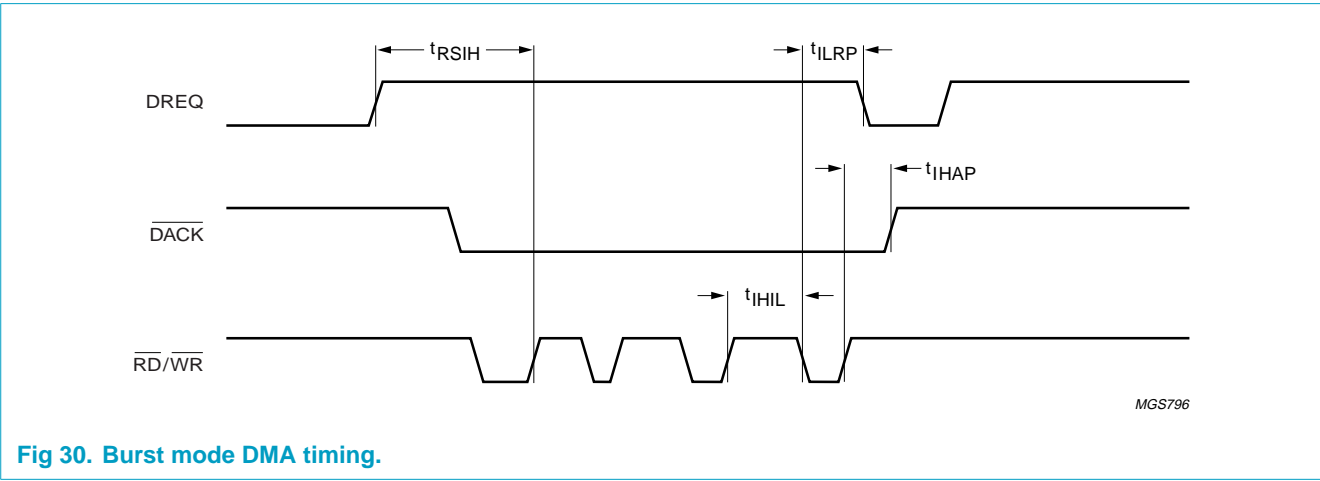 tRSIH
tILRP
DREQ
tIHAP
DACK
tIHIL
RD/WR
MGS796
Fig 30. Burst mode DMA timing.